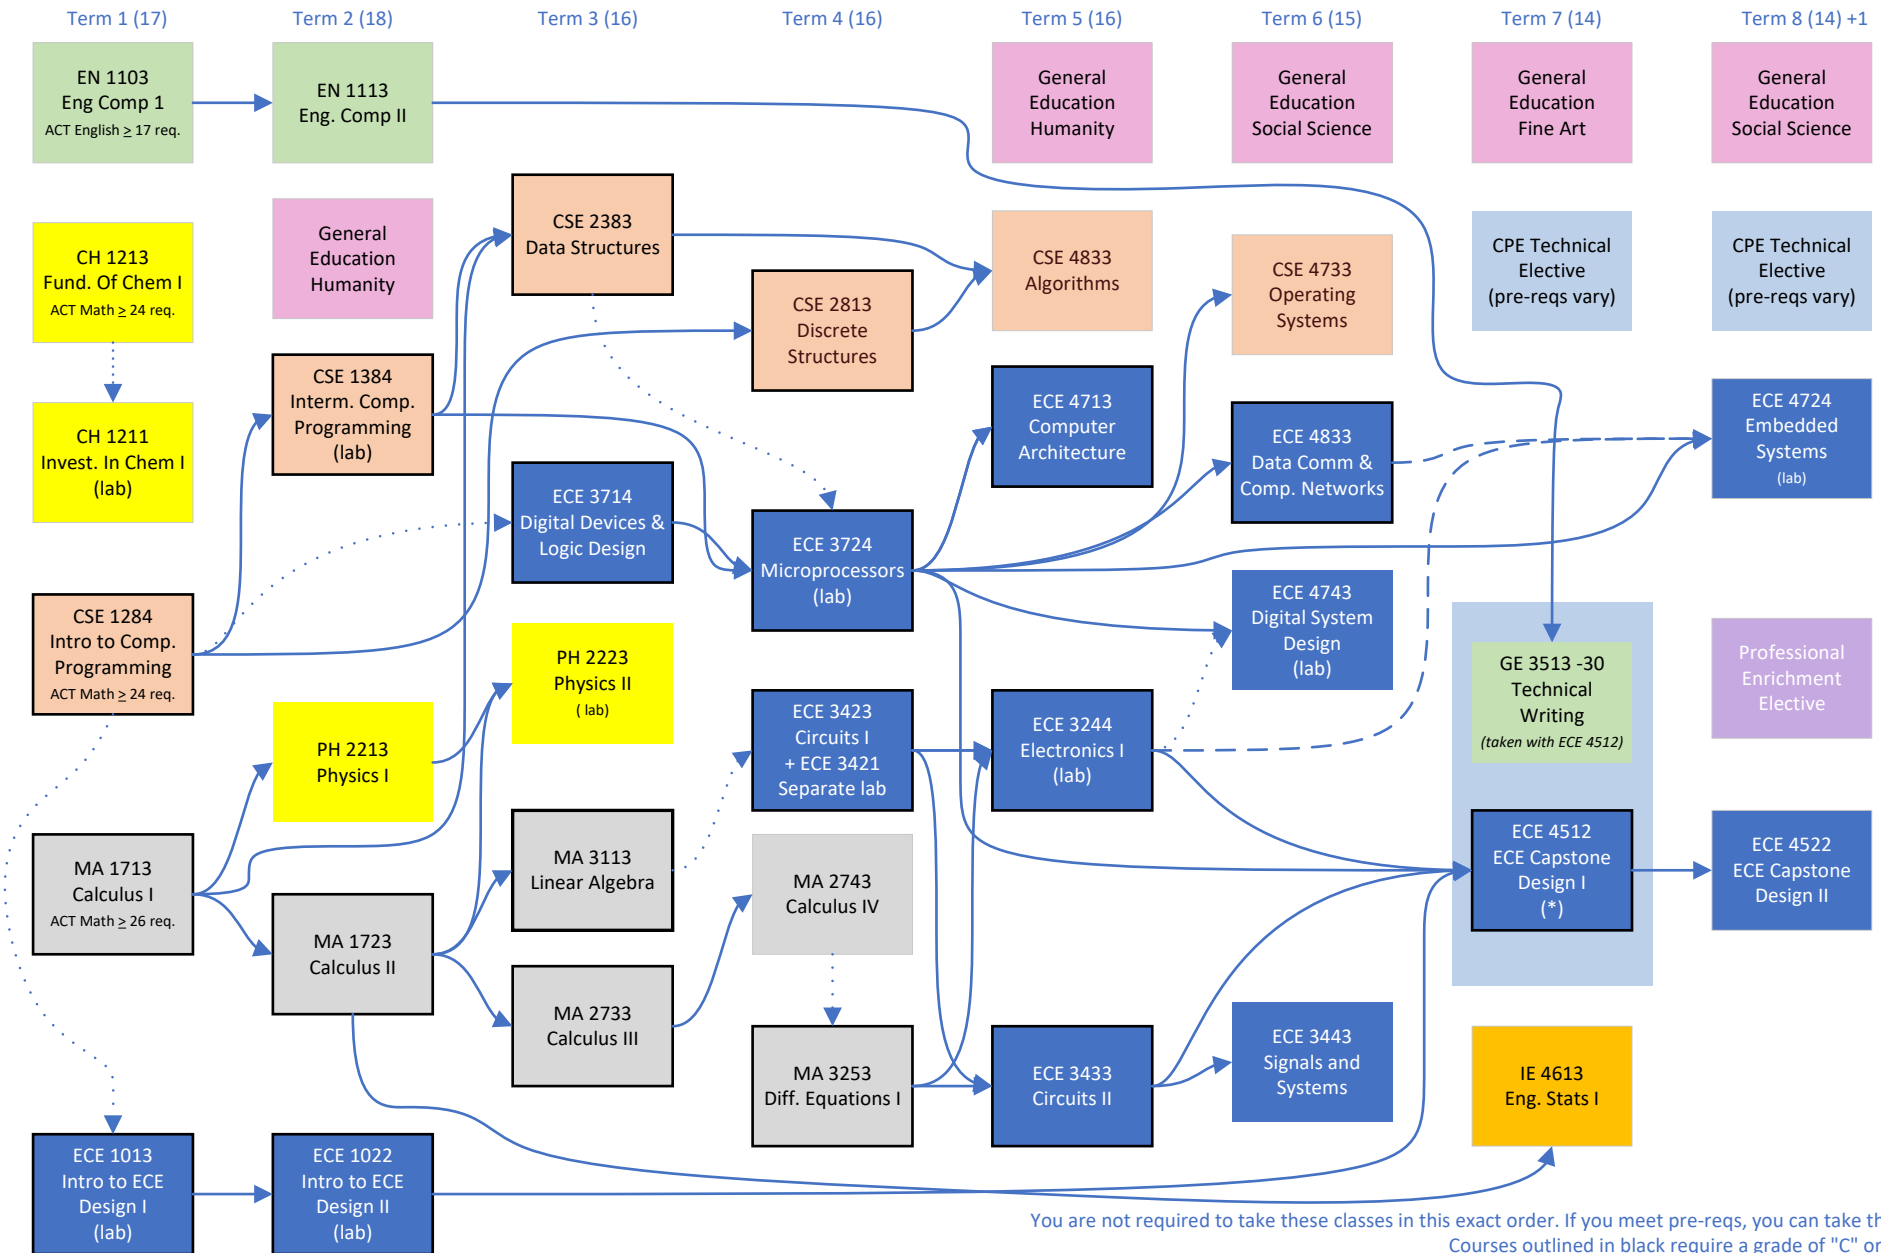 Term 1 (17)
Term 2 (18)
Term 3 (16)
Term 4 (16)
Term 5 (16)
Term 6 (15)
Term 7 (14)
Term 8 (14) +1
EN 1103
Eng Comp 1
ACT English ≥ 17 req.
EN 1113
Eng. Comp II
General
Education
Humanity
General
Education
Social Science
General
Education
Fine Art
General
Education
Social Science
CH 1213
Fund. Of Chem I
ACT Math ≥ 24 req.
General
Education
Humanity
CSE 2383
Data Structures
CSE 2813
Discrete
Structures
CSE 4833
Algorithms
CSE 4733
Operating
Systems
CPE Technical
Elective
(pre-reqs vary)
CPE Technical
Elective
(pre-reqs vary)
CH 1211
Invest. In Chem I
(lab)
CSE 1384
Interm. Comp.
Programming
(lab)
ECE 3714
Digital Devices &
Logic Design
ECE 3724
Microprocessors
(lab)
ECE 4713
Computer
Architecture
ECE 4833
Data Comm &
Comp. Networks
ECE 4724
Embedded
Systems
(lab)
CSE 1284
Intro to Comp.
Programming
ACT Math ≥ 24 req.
PH 2213
Physics I
PH 2223
Physics II
( lab)
ECE 3423
Circuits I
+ ECE 3421
Separate lab
ECE 3244
Electronics I
(lab)
ECE 4743
Digital System
Design
(lab)
GE 3513 -30
Technical
Writing
(taken with ECE 4512)
Professional
Enrichment
Elective
MA 1713
Calculus I
ACT Math ≥ 26 req.
MA 1723
Calculus II
MA 3113
Linear Algebra
MA 2733
Calculus III
MA 2743
Calculus IV
MA 3253
Diff. Equations I
ECE 3433
Circuits II
ECE 3443
Signals and
Systems
ECE 4512
ECE Capstone
Design I
(*)
ECE 4522
ECE Capstone
Design II
IE 4613
Eng. Stats I
ECE 1013
Intro to ECE
Design I
(lab)
ECE 1022
Intro to ECE
Design II
(lab)
You are not required to take these classes in this exact order. If you meet pre-reqs, you can take th
Courses outlined in black require a grade of "C" or